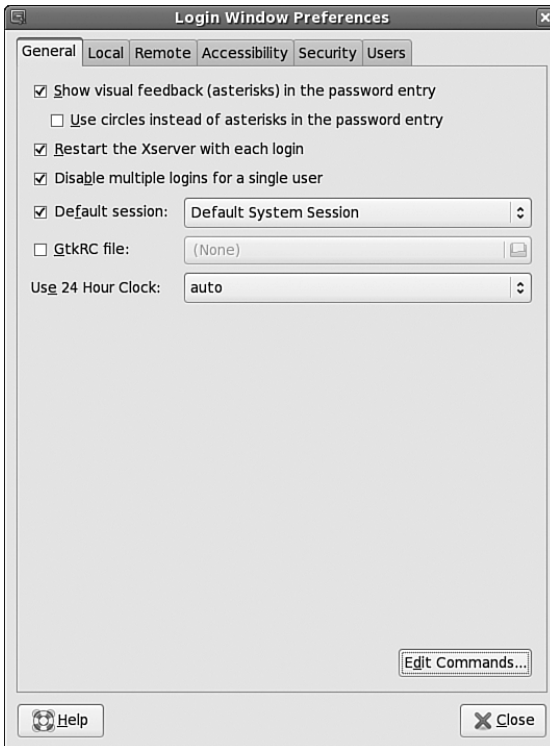 Login Window Preferences
General Local Remote Accessibility Security Users
Show visual feedback (asterisks) in the password entry
Use circles instead of asterisks in the password entry
Restart the Xserver with each login
Disable multiple logins for a single user
Default session: Default System Session
GtkRC file: (None)
Use 24 Hour Clock: auto
Edit Commands...
Help Close